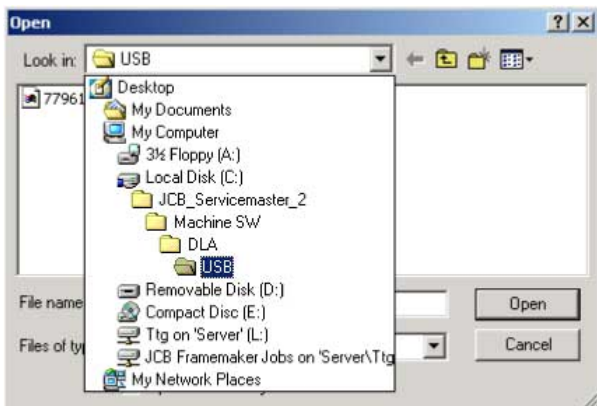 Open
Look in: USB
77961
Desktop
My Documents
My Computer
3½ Floppy (A:)
Local Disk (C:)
JCB_Servicemaster_2
Machine SW
DLA
USB
Removable Disk (D:)
Compact Disc (E:)
Ttg on 'Server' (L:)
JCB Framemaker Jobs on 'Server\Ttg
My Network Places
File name
Open
Files of ty
Cancel